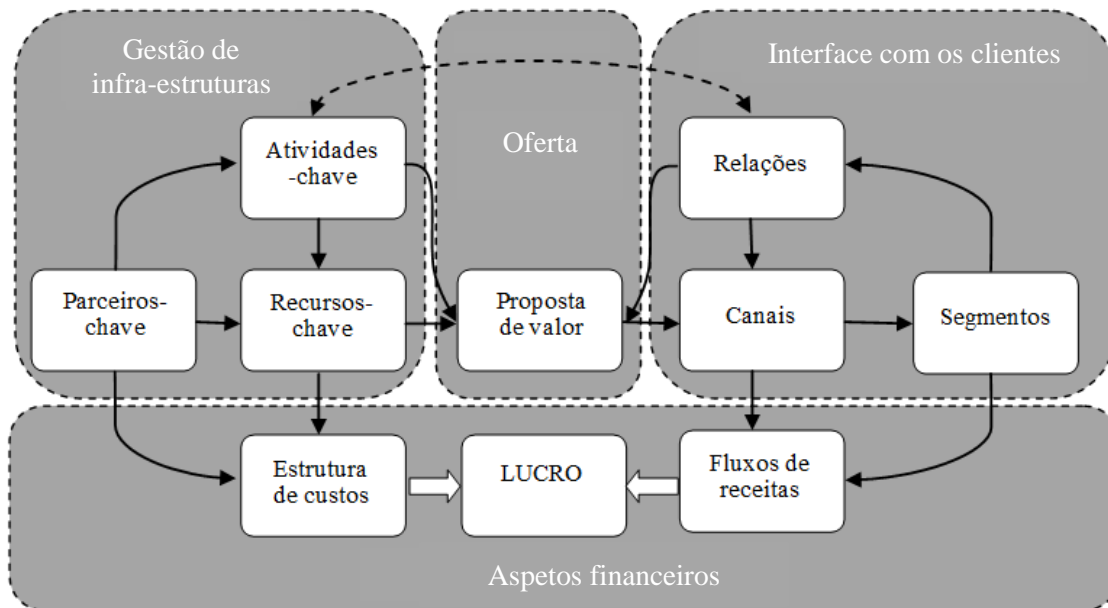 Gestão de
infra-estruturas
Oferta
Interface com os clientes
Atividades
-chave
Relações
Parceiros-
chave
Recursos-
chave
Proposta
de valor
Canais
Segmentos
Estrutura
de custos
LUCRO
Fluxos de
receitas
Aspetos financeiros